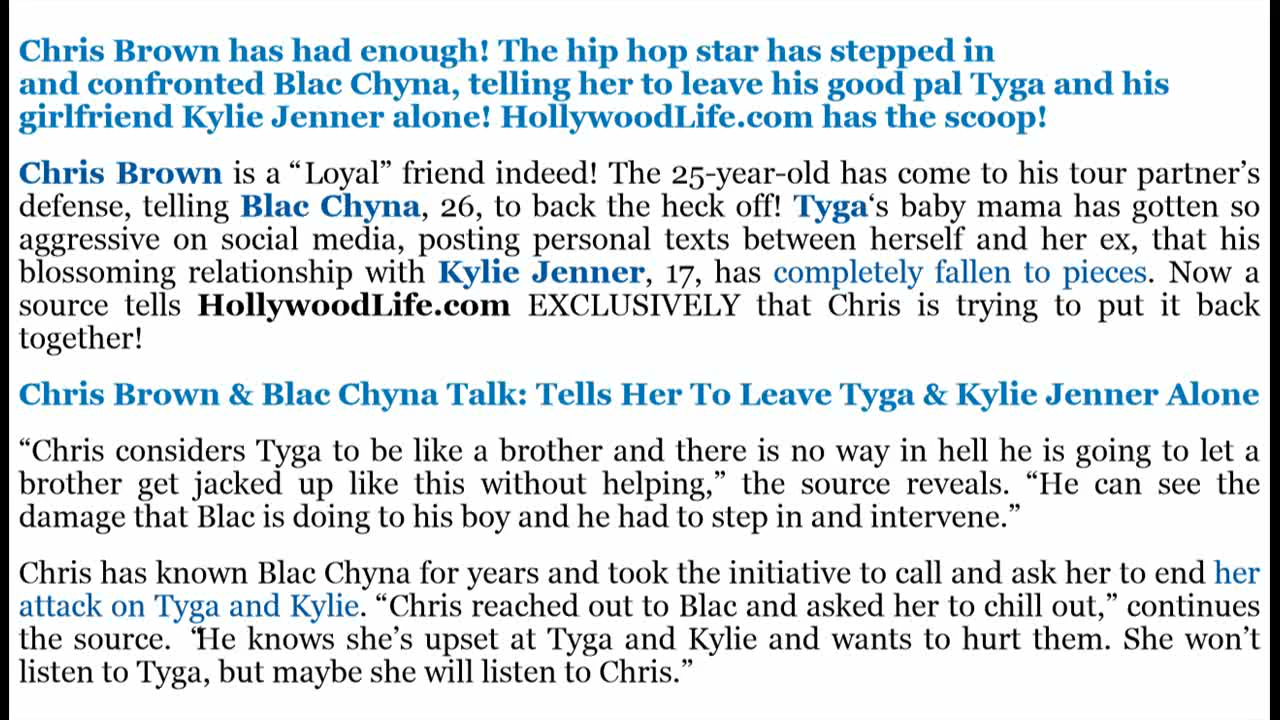 Chris Brown has had enough! The hip hop star has stepped in
and confronted Blac Chyna, telling her to leave his good pal Tyga and his
girlfriend Kylie Jenner alone! HollywoodLife.com has the scoop!
Chris Brown is a “Loyal” friend indeed! The 25-year-old has come to his tour partner’s
defense, telling Blac Chyna, 26, to back the heck off! Tyga‘s baby mama has gotten so
aggressive on social media, posting personal texts between herself and her ex, that his
blossoming relationship with Kylie Jenner, 17, has completely fallen to pieces. Now a
source tells HollywoodLife.com EXCLUSIVELY that Chris is trying to put it back
together!
Chris Brown & Blac Chyna Talk: Tells Her To Leave Tyga & Kylie Jenner Alone
“Chris considers Tyga to be like a brother and there is no way in hell he is going to let a
brother get jacked up like this without helping,” the source reveals. “He can see the
damage that Blac is doing to his boy and he had to step in and intervene.”
Chris has known Blac Chyna for years and took the initiative to call and ask her to end her
attack on Tyga and Kylie. “Chris reached out to Blac and asked her to chill out,” continues
the source. “He knows she’s upset at Tyga and Kylie and wants to hurt them. She won’t
listen to Tyga, but maybe she will listen to Chris.”